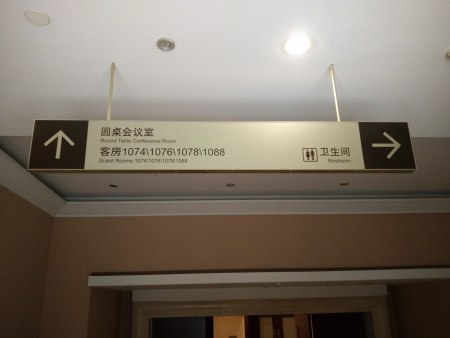 圆桌会议室
Round Table Conference Room
客房1074\1076\1078\1088
Guest Rooms 1074\1076\1078\1088
卫生间
Restroom